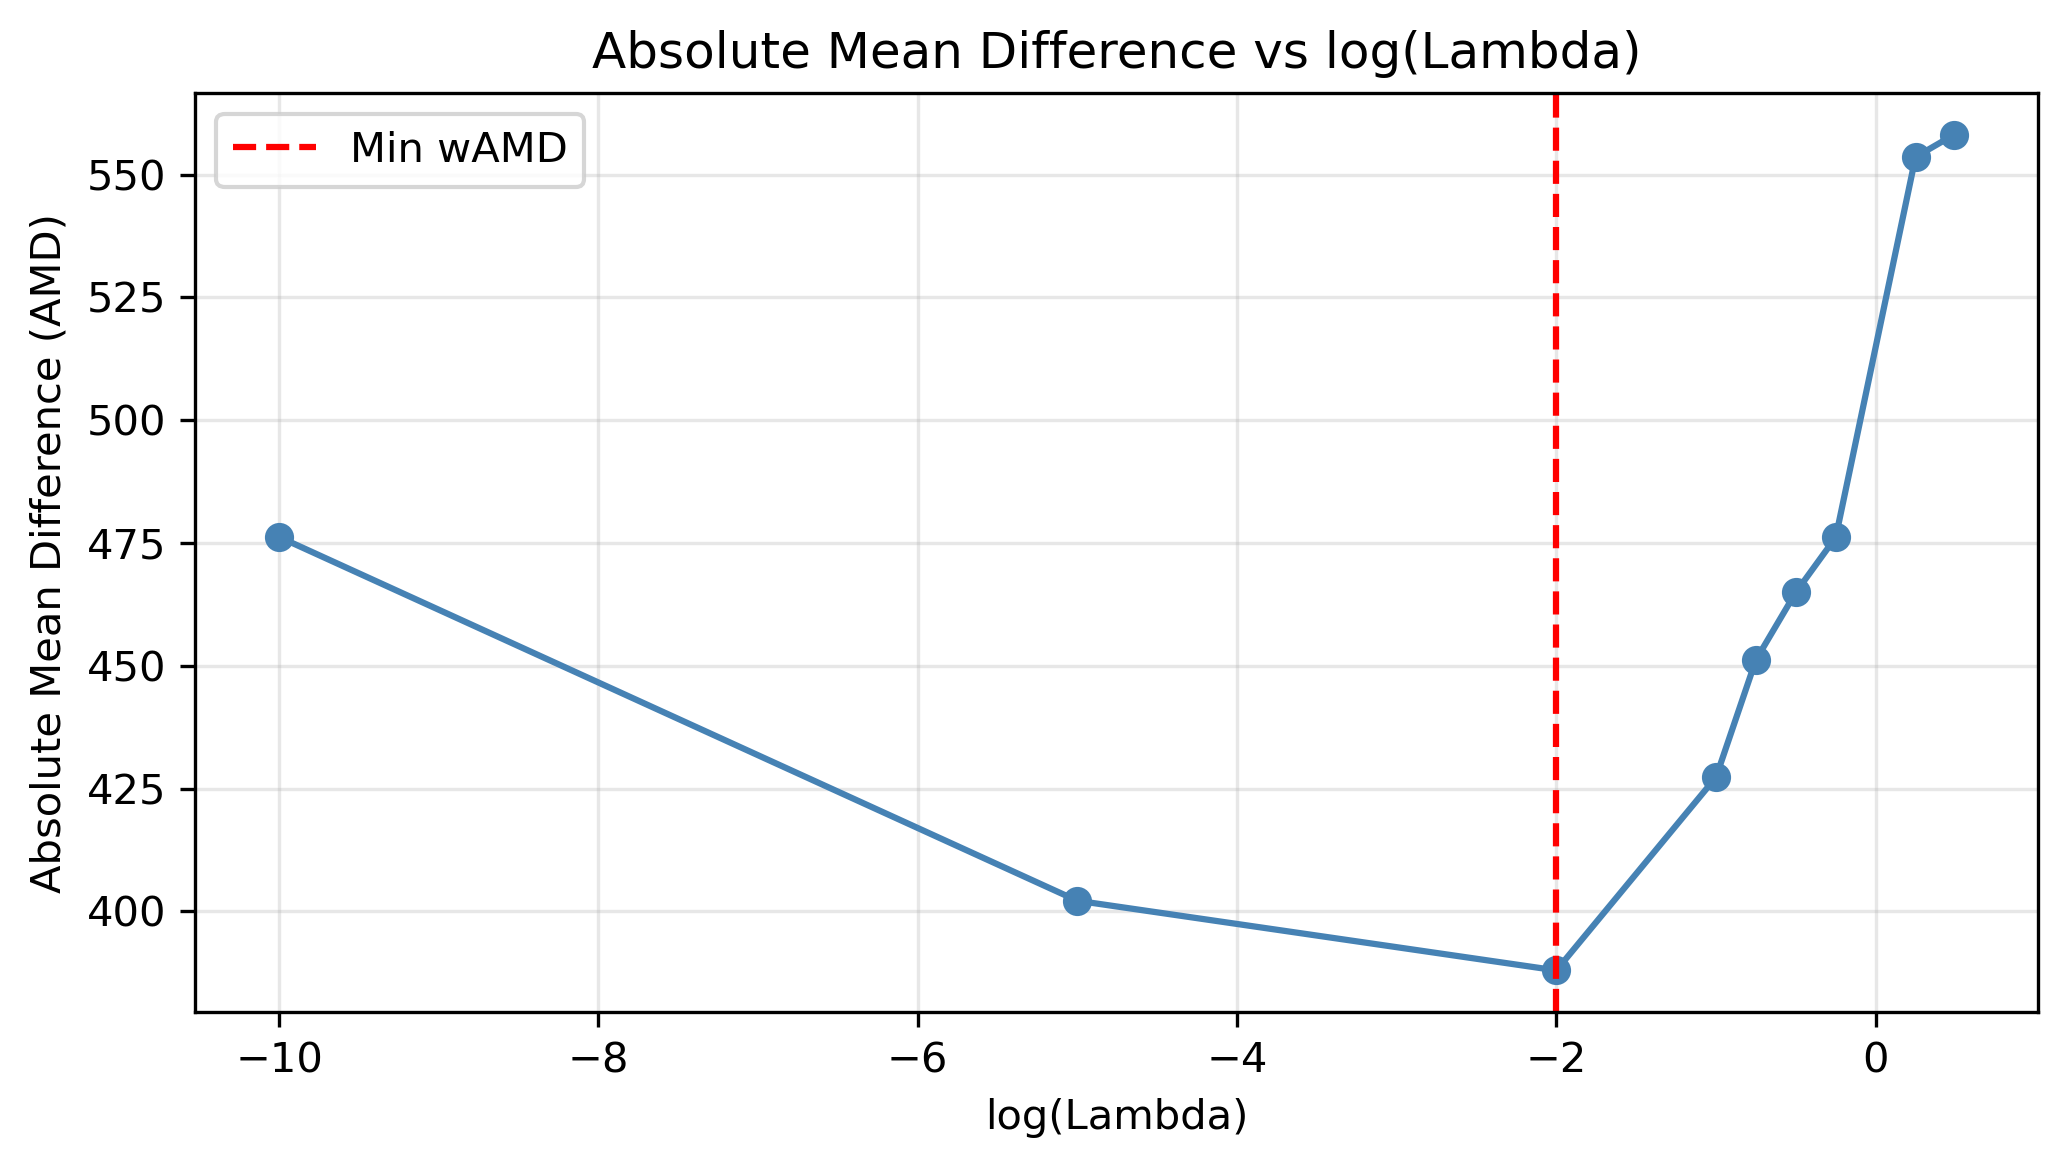 Absolute Mean Difference vs log(Lambda)
Min wAMD
Absolute Mean Difference (AMD)
550
525
500
475
450
425
400
−10 −8 −6 −4 −2 0
log(Lambda)